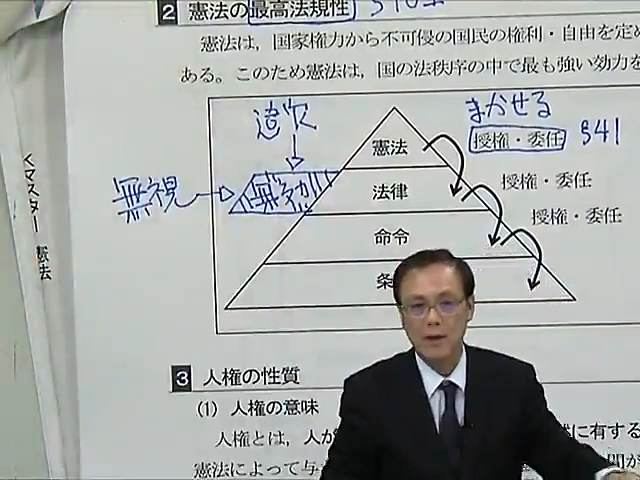 2 憲法の最高法規性
憲法は，国家権力から不可侵の国民の権利・自由を定め
ある。このため憲法は，国の法秩序の中で最も強い効力を
まかせる
違穴
憲法 授権・委任 §41
無視 無効 法律 授権・委任
命令 授権・委任
条
マスター 憲法
3 人権の性質
(1) 人権の意味
人権とは，人が 然に有する
憲法によって与